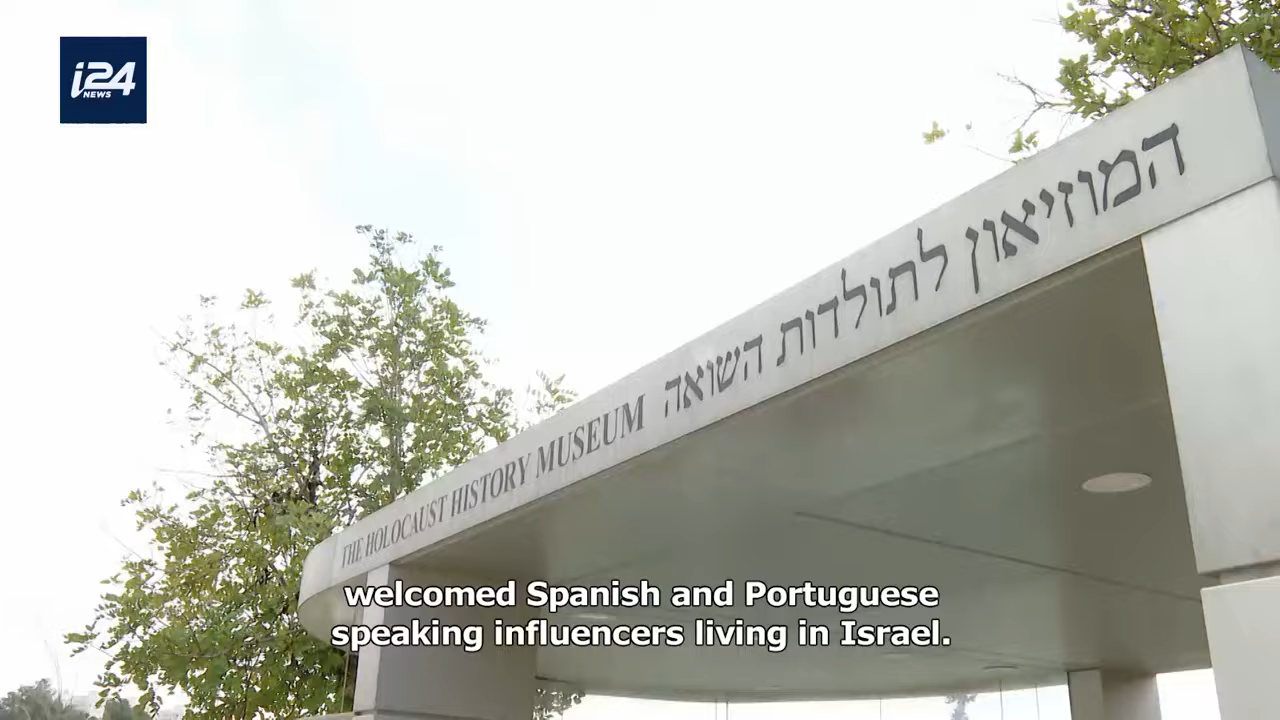 i24
NEWS
המוזיאון לתולדות השואה
THE HOLOCAUST HISTORY MUSEUM
welcomed Spanish and Portuguese
speaking influencers living in Israel.